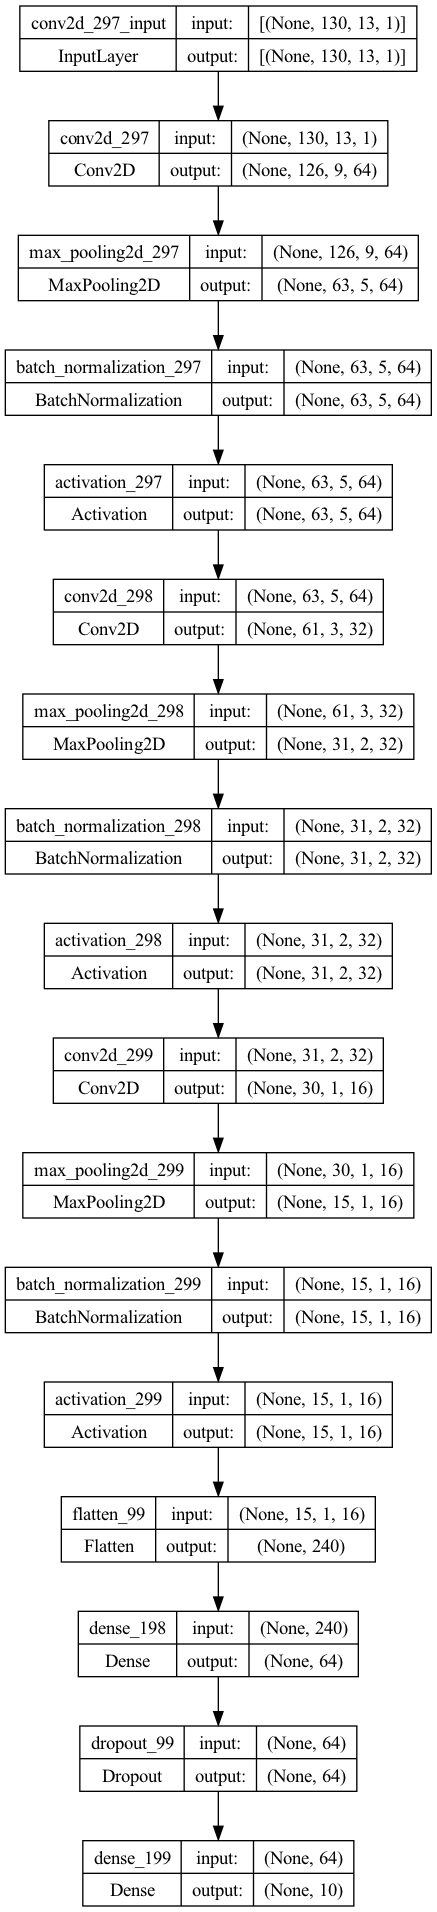 conv2d_297_input input: [(None, 130, 13, 1)]
InputLayer output: [(None, 130, 13, 1)]
conv2d_297 input: (None, 130, 13, 1)
Conv2D output: (None, 126, 9, 64)
max_pooling2d_297 input: (None, 126, 9, 64)
MaxPooling2D output: (None, 63, 5, 64)
batch_normalization_297 input: (None, 63, 5, 64)
BatchNormalization output: (None, 63, 5, 64)
activation_297 input: (None, 63, 5, 64)
Activation output: (None, 63, 5, 64)
conv2d_298 input: (None, 63, 5, 64)
Conv2D output: (None, 61, 3, 32)
max_pooling2d_298 input: (None, 61, 3, 32)
MaxPooling2D output: (None, 31, 2, 32)
batch_normalization_298 input: (None, 31, 2, 32)
BatchNormalization output: (None, 31, 2, 32)
activation_298 input: (None, 31, 2, 32)
Activation output: (None, 31, 2, 32)
conv2d_299 input: (None, 31, 2, 32)
Conv2D output: (None, 30, 1, 16)
max_pooling2d_299 input: (None, 30, 1, 16)
MaxPooling2D output: (None, 15, 1, 16)
batch_normalization_299 input: (None, 15, 1, 16)
BatchNormalization output: (None, 15, 1, 16)
activation_299 input: (None, 15, 1, 16)
Activation output: (None, 15, 1, 16)
flatten_99 input: (None, 15, 1, 16)
Flatten output: (None, 240)
dense_198 input: (None, 240)
Dense output: (None, 64)
dropout_99 input: (None, 64)
Dropout output: (None, 64)
dense_199 input: (None, 64)
Dense output: (None, 10)